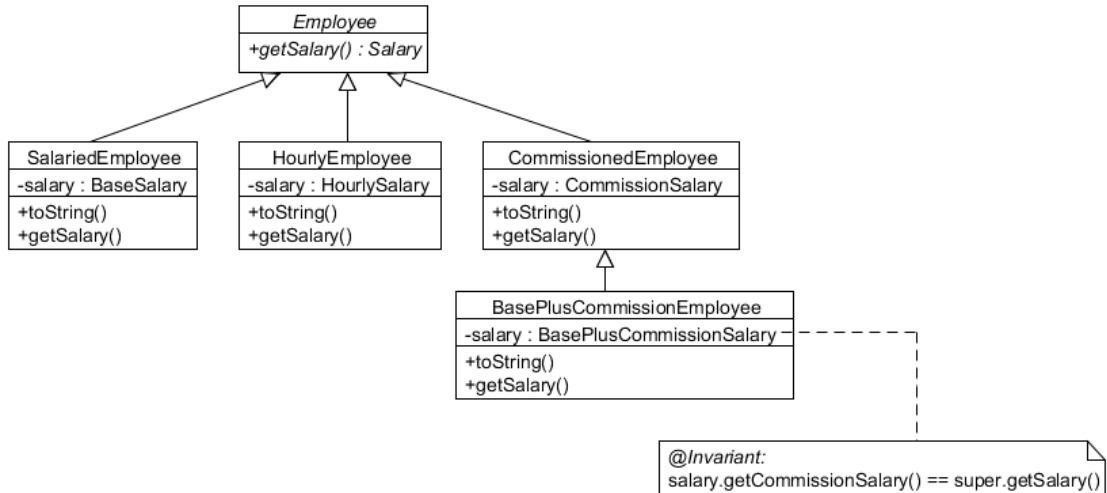 Employee
+getSalary() : Salary
SalariedEmployee
-salary : BaseSalary
+toString()
+getSalary()
HourlyEmployee
-salary : HourlySalary
+toString()
+getSalary()
CommissionedEmployee
-salary : CommissionSalary
+toString()
+getSalary()
BasePlusCommissionEmployee
-salary : BasePlusCommissionSalary
+toString()
+getSalary()
@Invariant:
salary.getCommissionSalary() == super.getSalary()